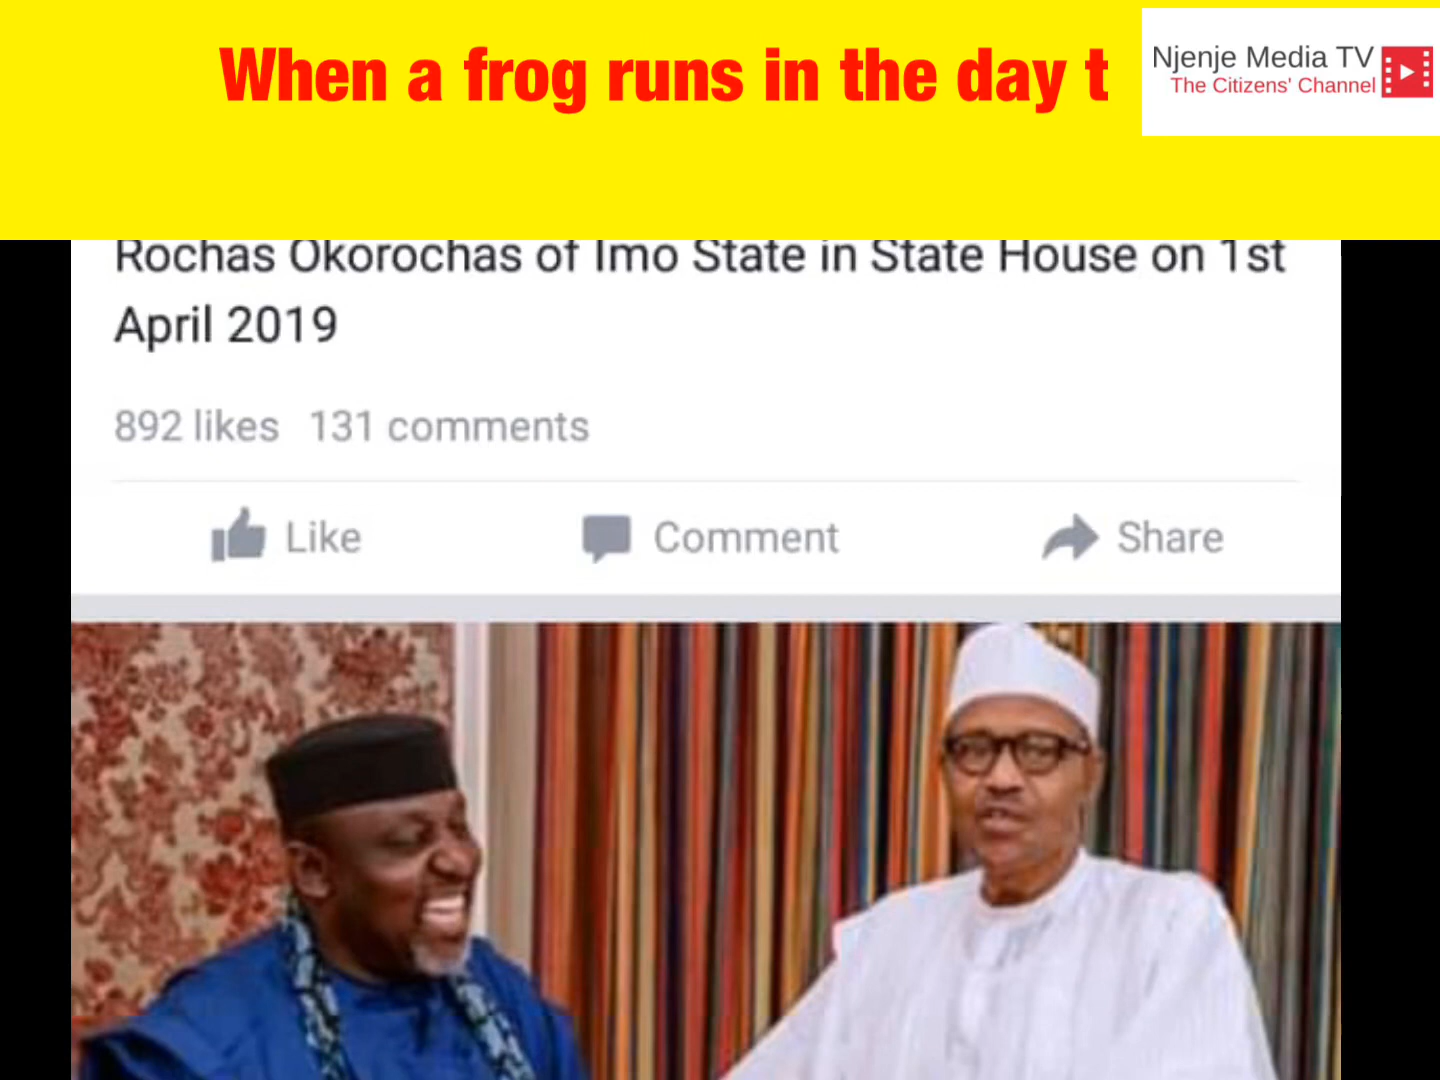 When a frog runs in the day t
Njenje Media TV
The Citizens' Channel
Rochas Okorochas of Imo State in State House on 1st
April 2019
892 likes 131 comments
Like Comment Share